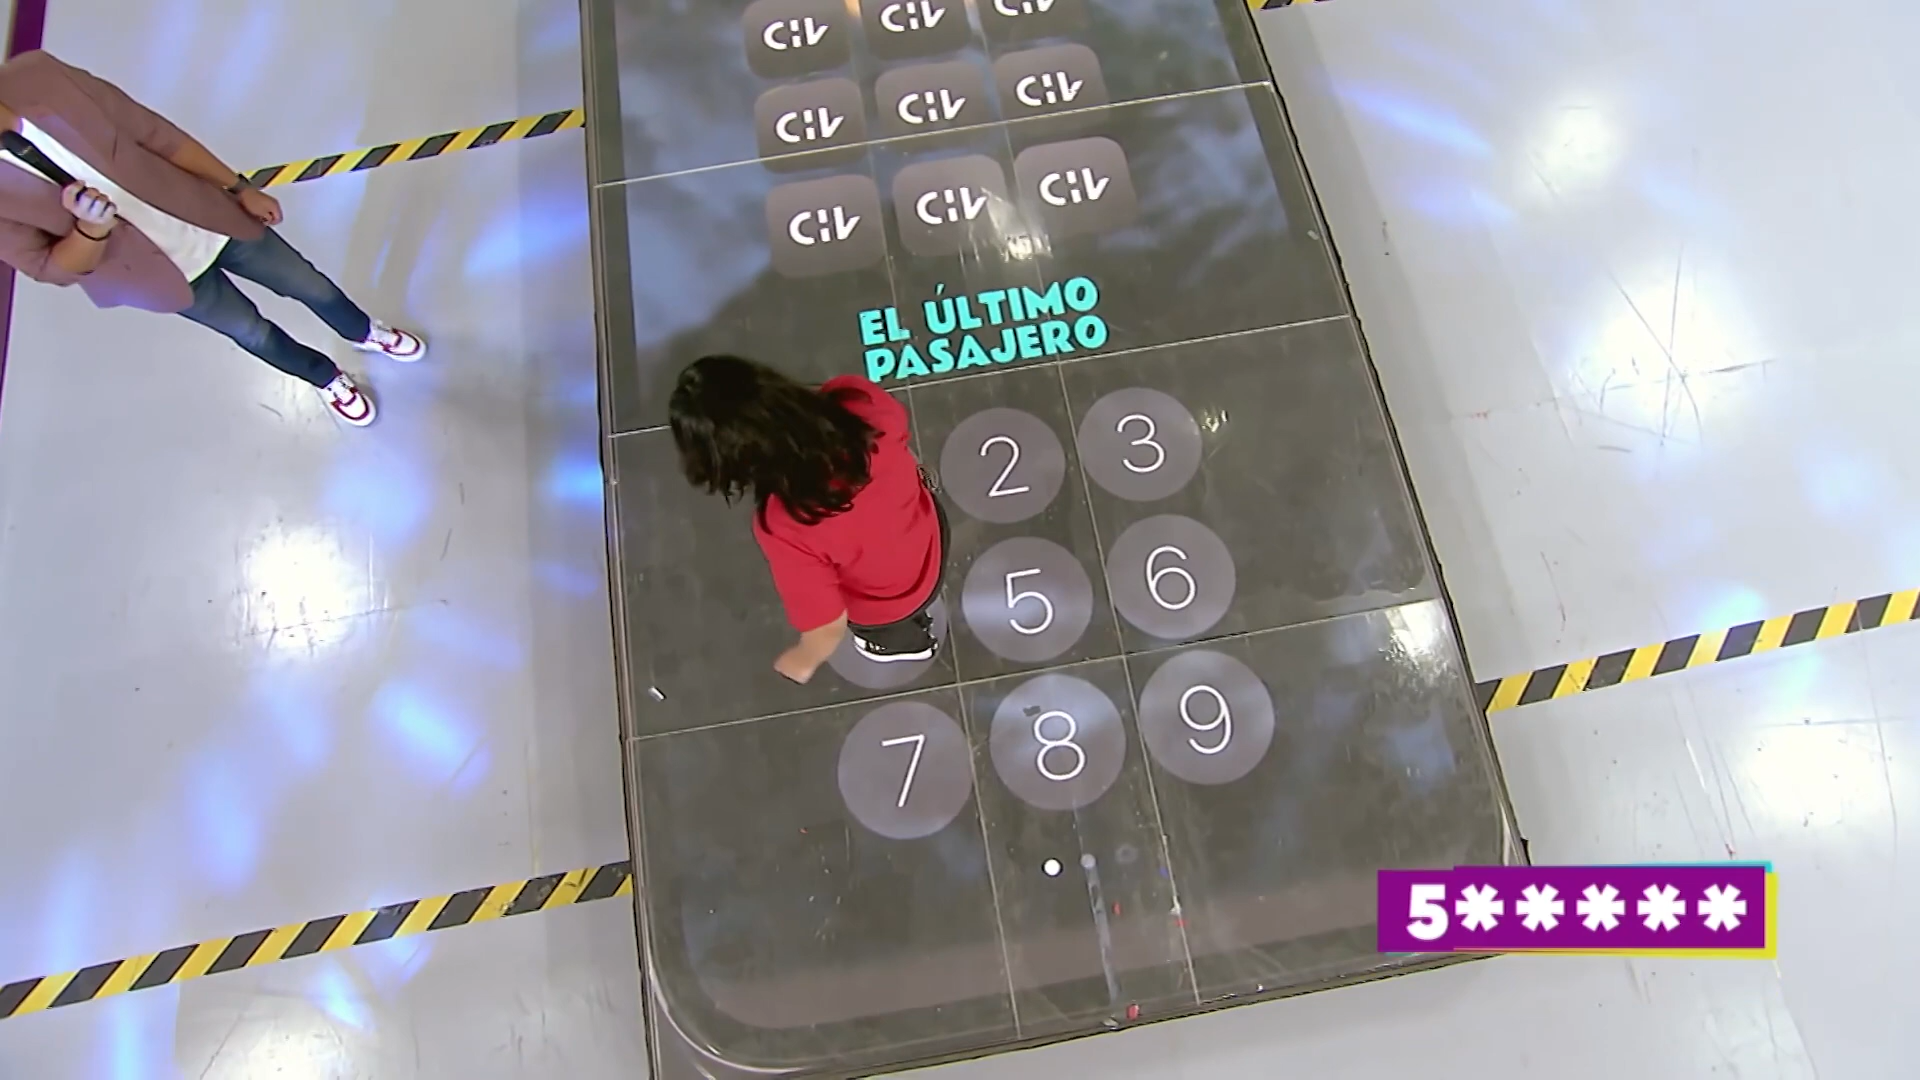 CHV CHV CHV
CHV CHV CHV
CHV CHV CHV
EL ÚLTIMO
PASAJERO
2 3
5 6
7 8 9
5*****